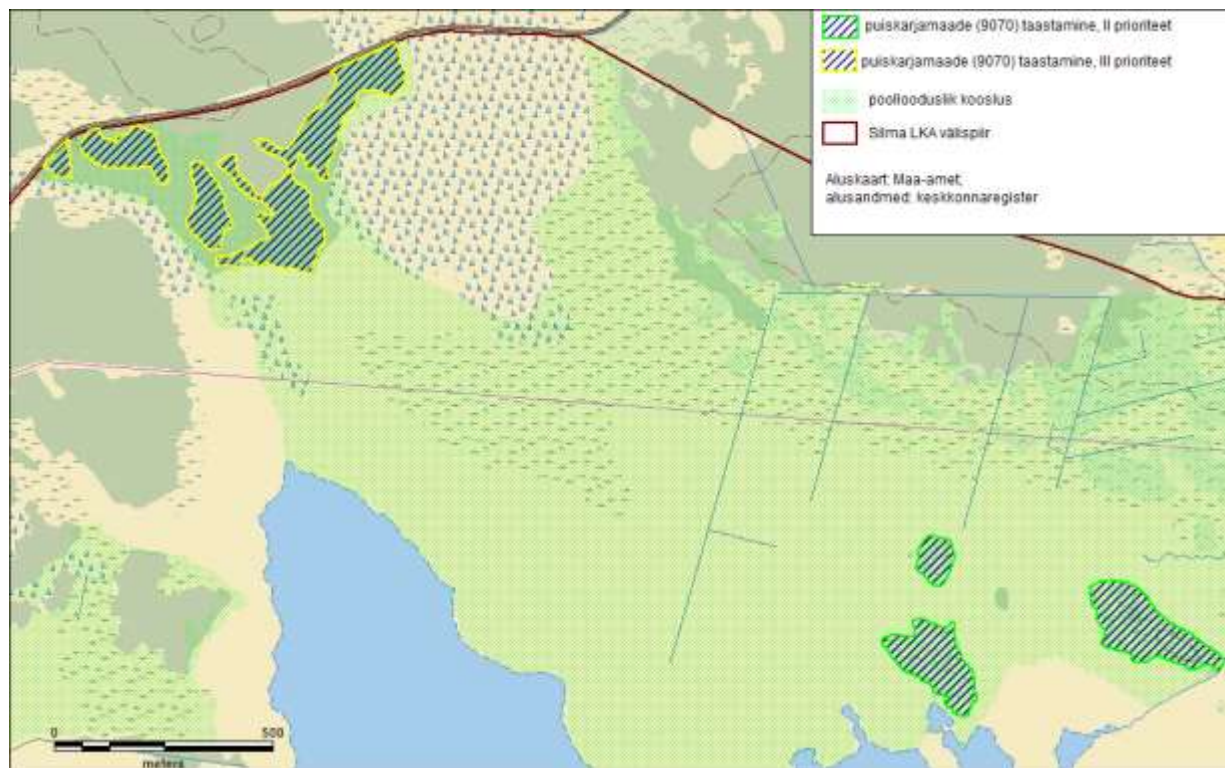 puiskarjamaade (9070) taastamine, II prioriteet
puiskarjamaade (9070) taastamine, III prioriteet
poollooduslik kooslus
Silma LKA välispiir
Aluskaart: Maa-amet,
alusandmed: keskkonnaregister
0 500
meters